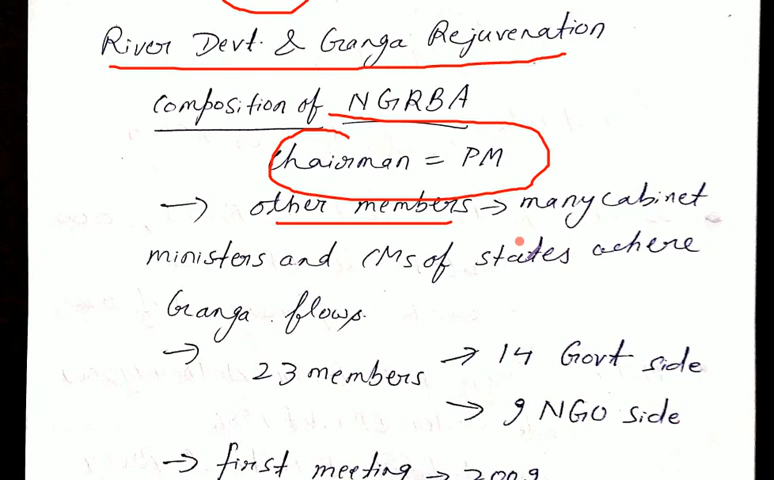 River Devt. & Ganga Rejuvenation
composition of NGRBA
Chairman = PM
→ other members → many cabinet
ministers and CMs of states where
Ganga flows.
→ 23 members → 14 Govt side
→ 9 NGO side
→ first meeting → 2009